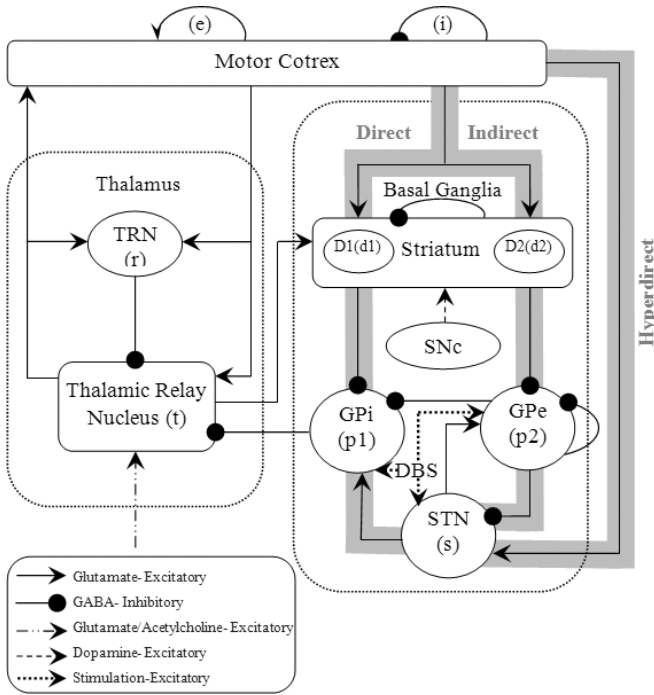 (e)
(i)
Motor Cotrex
Direct
Indirect
Thalamus
Basal Ganglia
TRN
(r)
D1(d1)
Striatum
D2(d2)
Hyperdirect
SNc
Thalamic Relay
Nucleus (t)
GPi
(p1)
GPe
(p2)
DBS
STN
(s)
Glutamate- Excitatory
GABA- Inhibitory
Glutamate/Acetylcholine- Excitatory
Dopamine- Excitatory
Stimulation-Excitatory